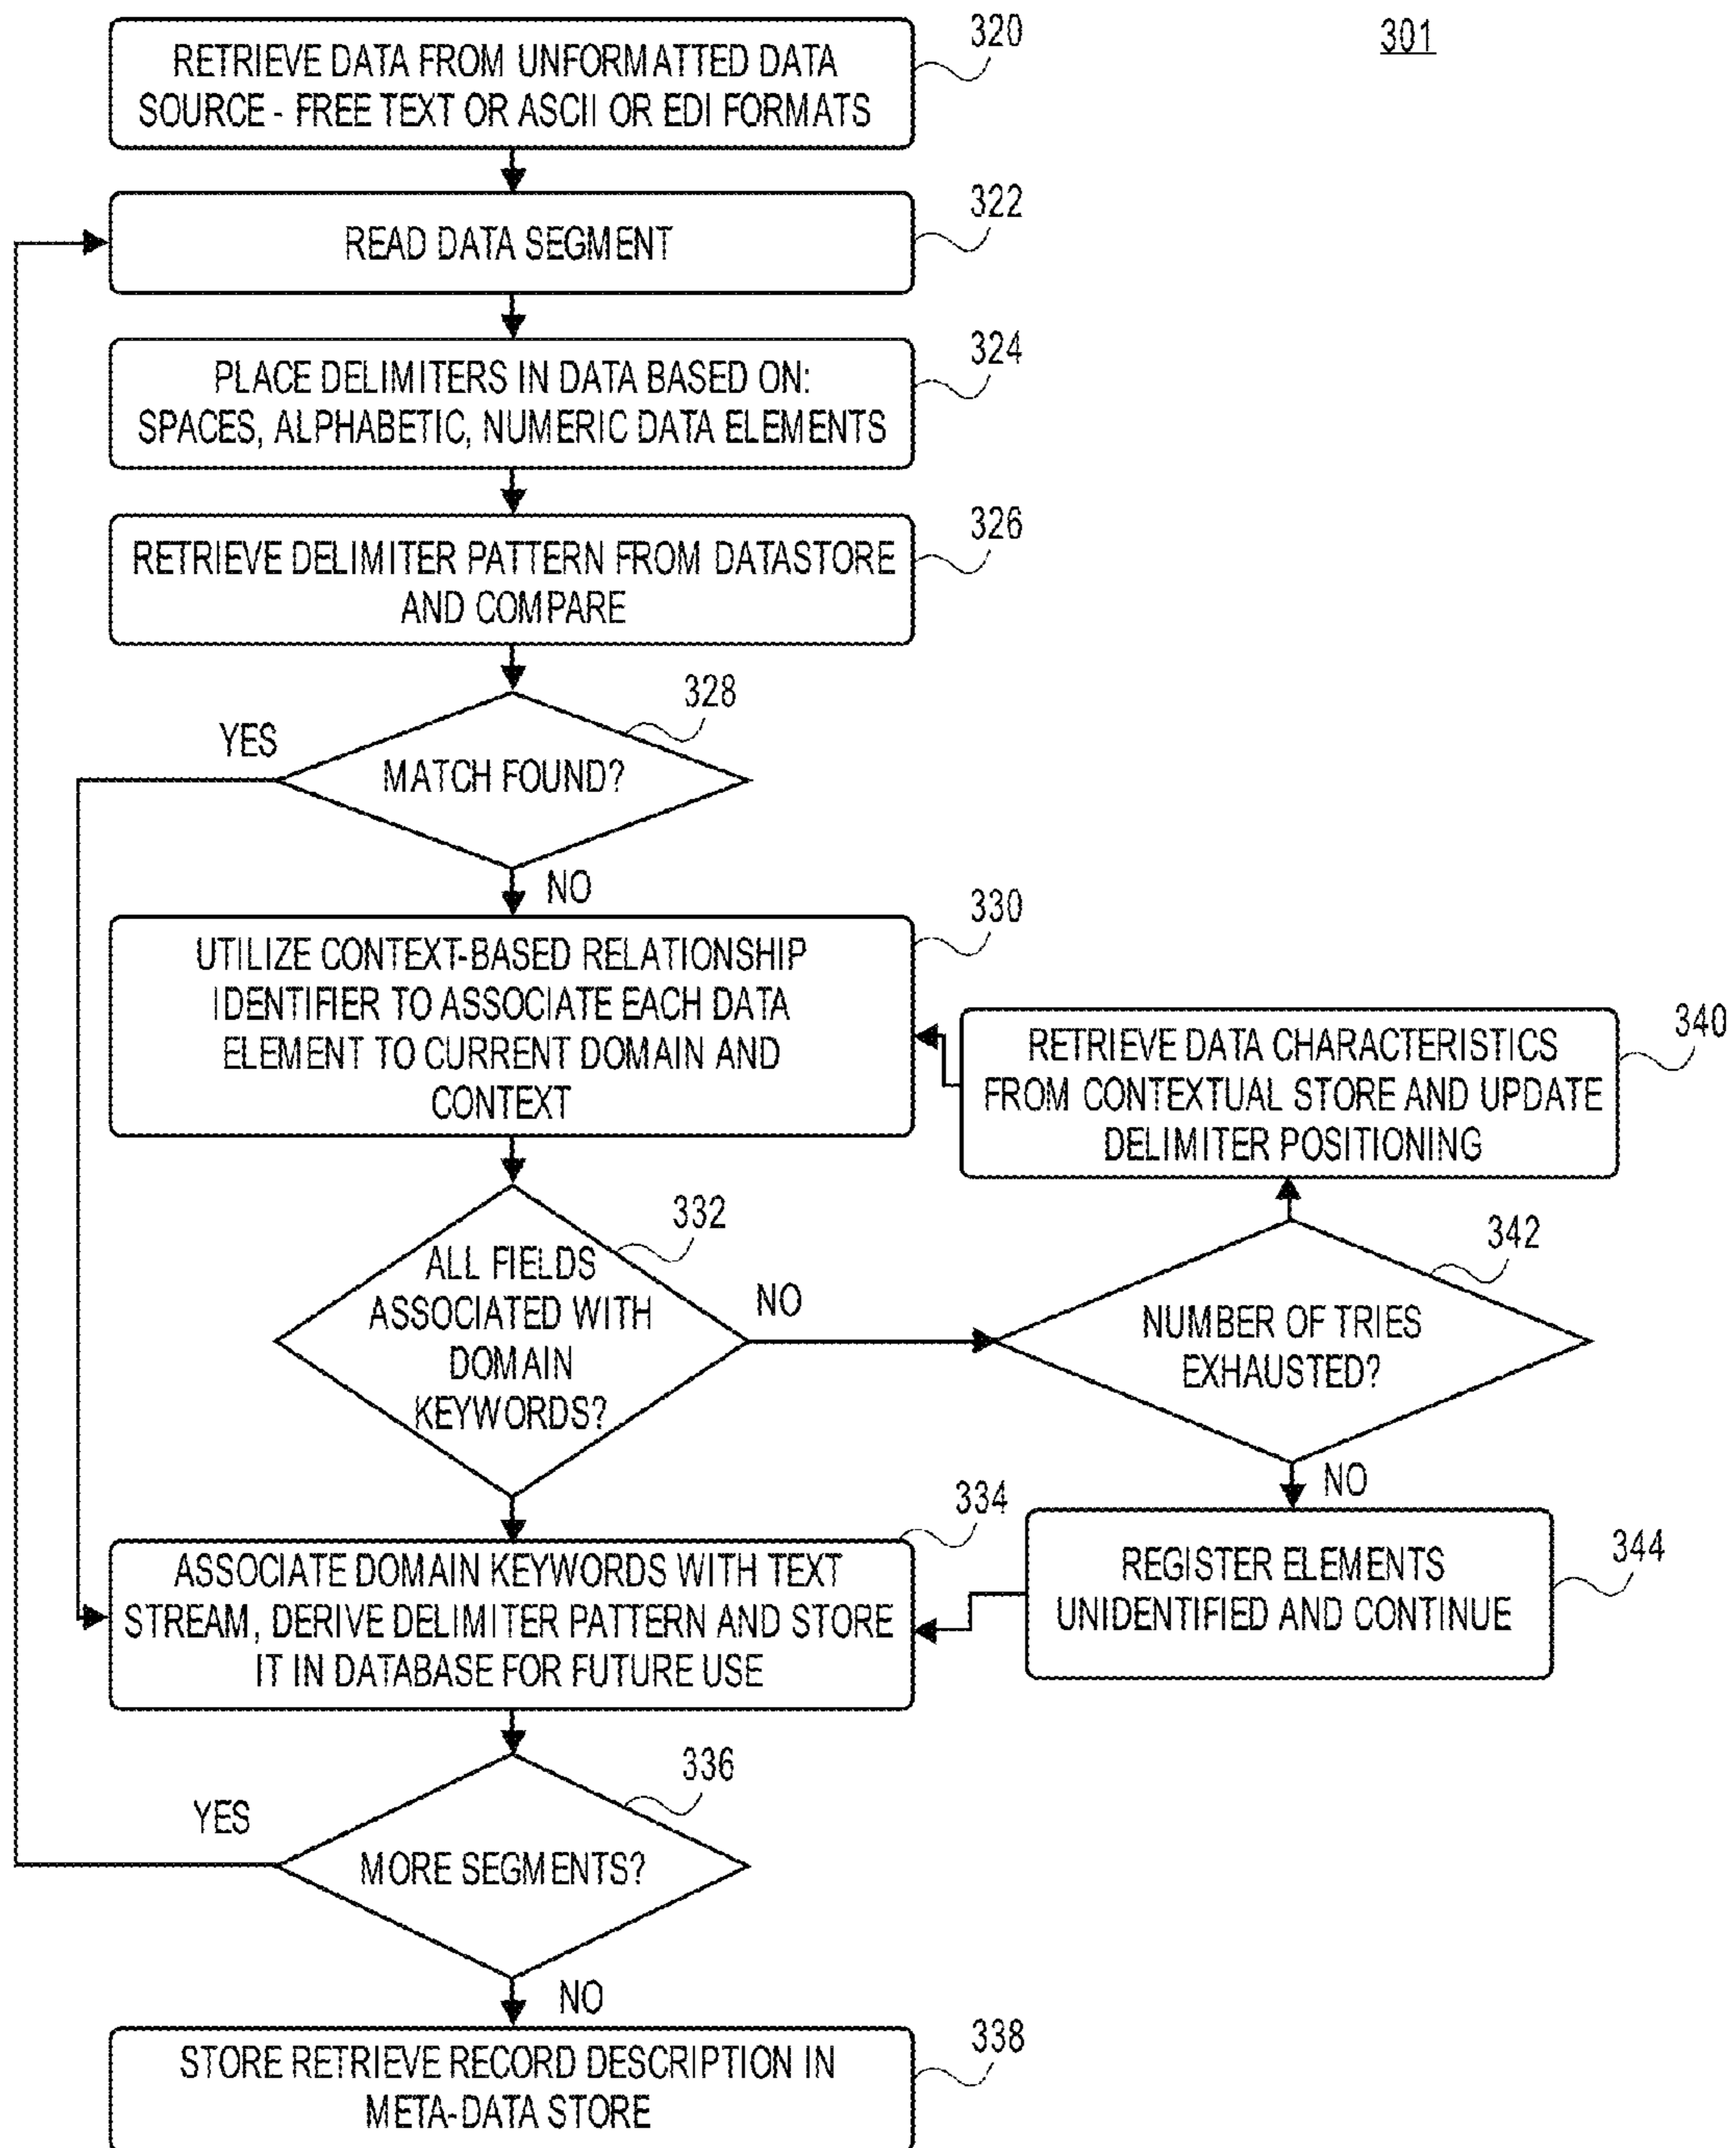 301
320
RETRIEVE DATA FROM UNFORMATTED DATA
SOURCE - FREE TEXT OR ASCII OR EDI FORMATS
322
READ DATA SEGMENT
324
PLACE DELIMITERS IN DATA BASED ON:
SPACES, ALPHABETIC, NUMERIC DATA ELEMENTS
326
RETRIEVE DELIMITER PATTERN FROM DATASTORE
AND COMPARE
328
YES
MATCH FOUND?
NO
330
UTILIZE CONTEXT-BASED RELATIONSHIP
IDENTIFIER TO ASSOCIATE EACH DATA
ELEMENT TO CURRENT DOMAIN AND
CONTEXT
340
RETRIEVE DATA CHARACTERISTICS
FROM CONTEXTUAL STORE AND UPDATE
DELIMITER POSITIONING
332
ALL FIELDS
ASSOCIATED WITH
DOMAIN
KEYWORDS?
NO
342
NUMBER OF TRIES
EXHAUSTED?
NO
334
ASSOCIATE DOMAIN KEYWORDS WITH TEXT
STREAM, DERIVE DELIMITER PATTERN AND STORE
IT IN DATABASE FOR FUTURE USE
344
REGISTER ELEMENTS
UNIDENTIFIED AND CONTINUE
336
YES
MORE SEGMENTS?
NO
338
STORE RETRIEVE RECORD DESCRIPTION IN
META-DATA STORE